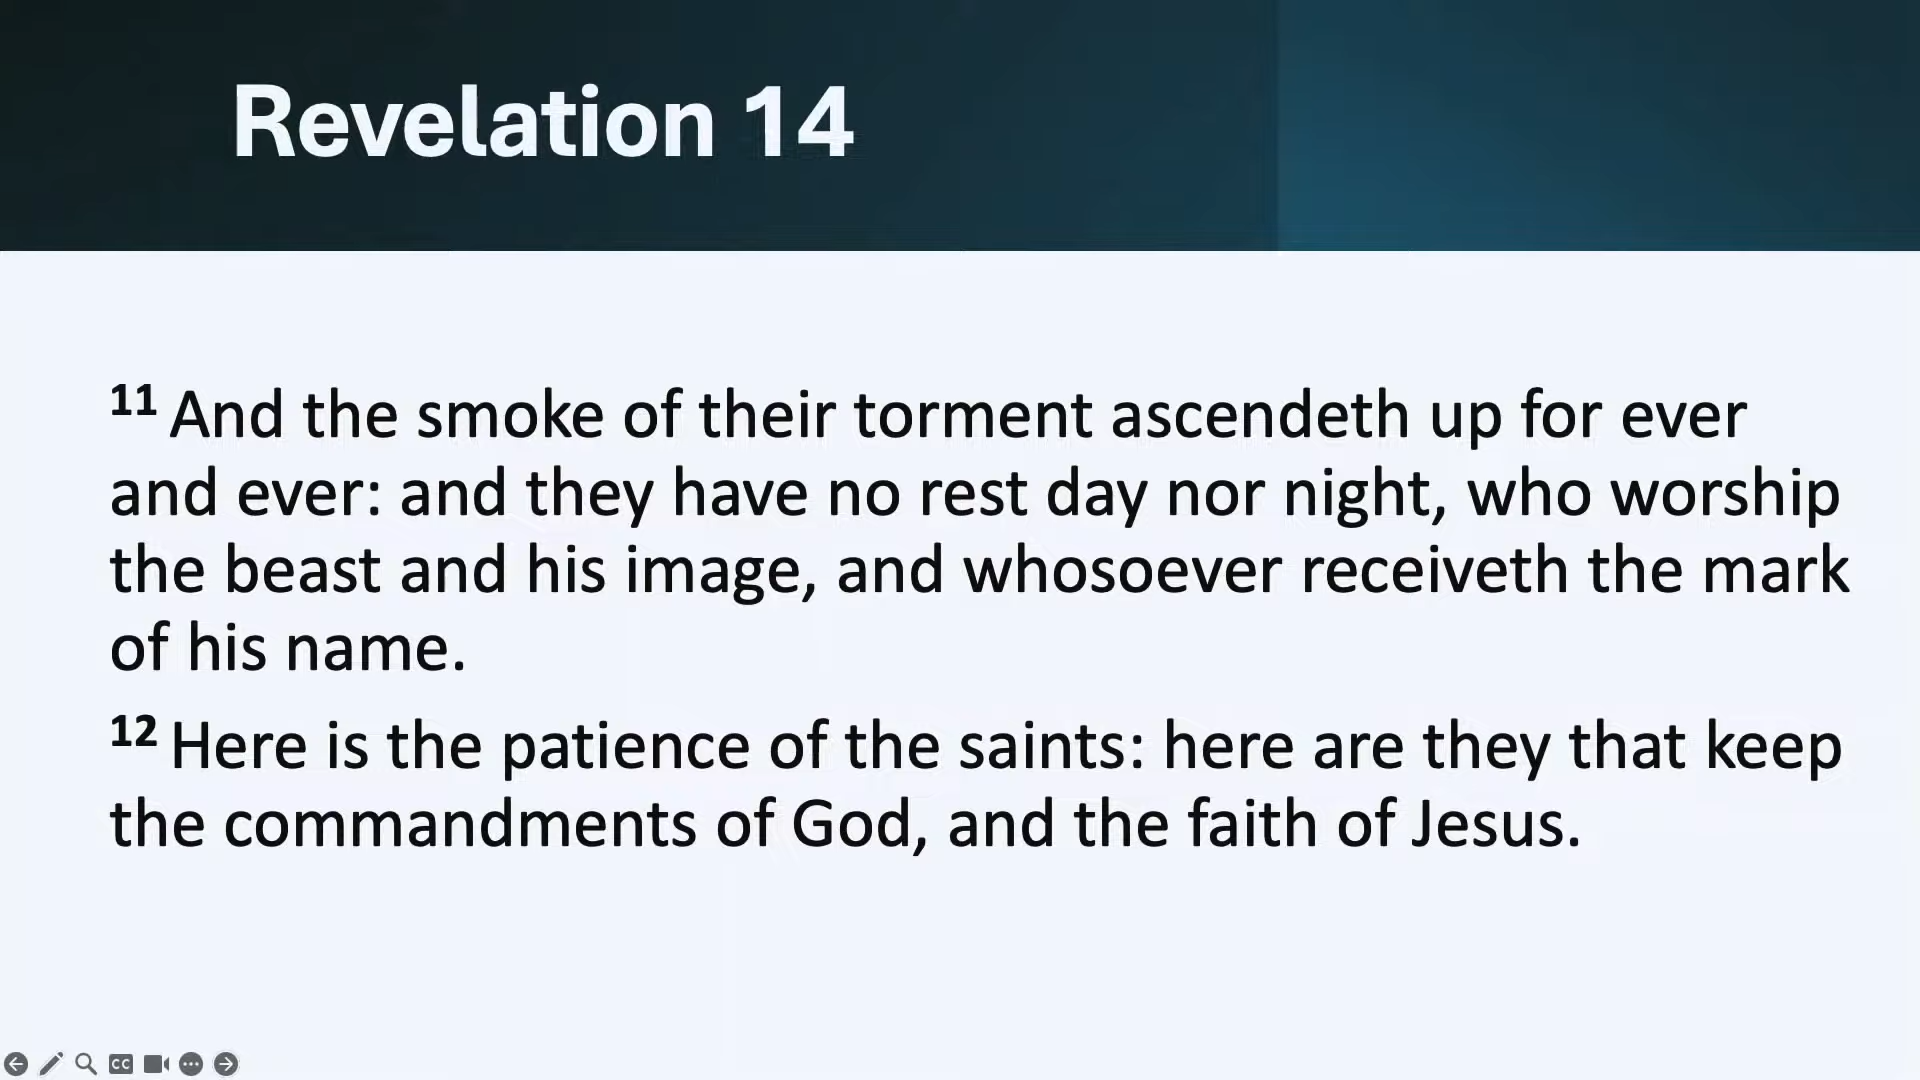 Revelation 14
11 And the smoke of their torment ascendeth up for ever
and ever: and they have no rest day nor night, who worship
the beast and his image, and whosoever receiveth the mark
of his name.
12 Here is the patience of the saints: here are they that keep
the commandments of God, and the faith of Jesus.
CC